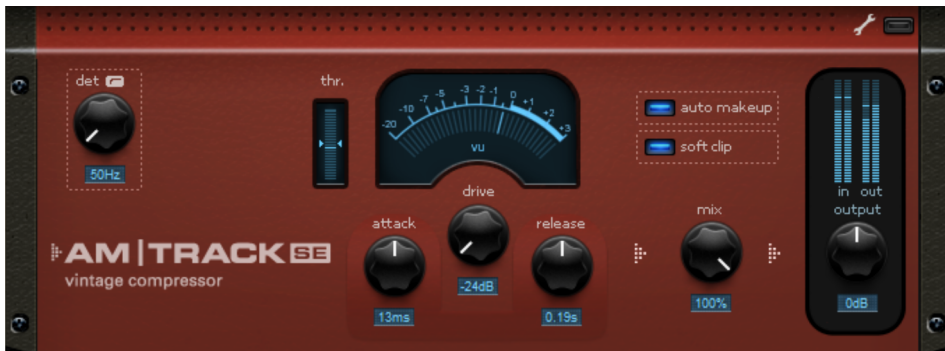 det
thr.
-20 -10 -7 -5 -3 -2 -1 0 +1 +2 +3
vu
auto makeup
soft clip
50Hz
in out
drive
attack
release
mix
output
-24dB
AM|TRACK SE
vintage compressor
13ms
0.19s
100%
0dB